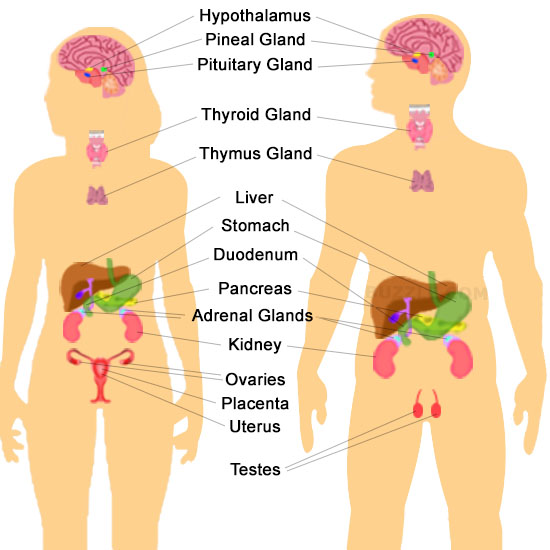 Hypothalamus
Pineal Gland
Pituitary Gland
Thyroid Gland
Thymus Gland
Liver
Stomach
Duodenum
Pancreas
Adrenal Glands
Kidney
Ovaries
Placenta
Uterus
Testes